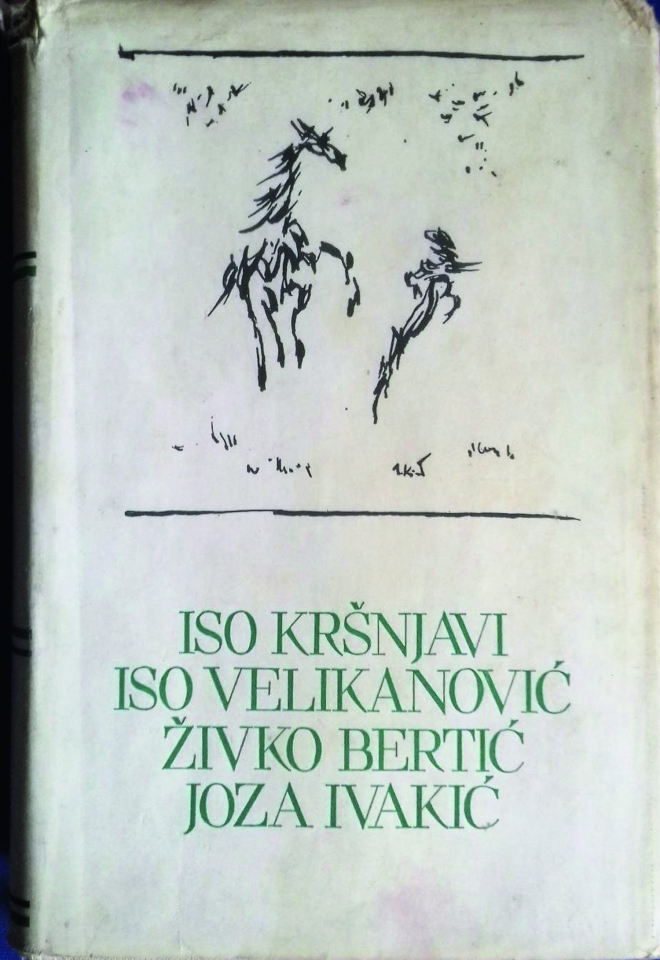 ISO KRŠNJAVI
ISO VELIKANOVIĆ
ŽIVKO BERTIĆ
JOZA IVAKIĆ